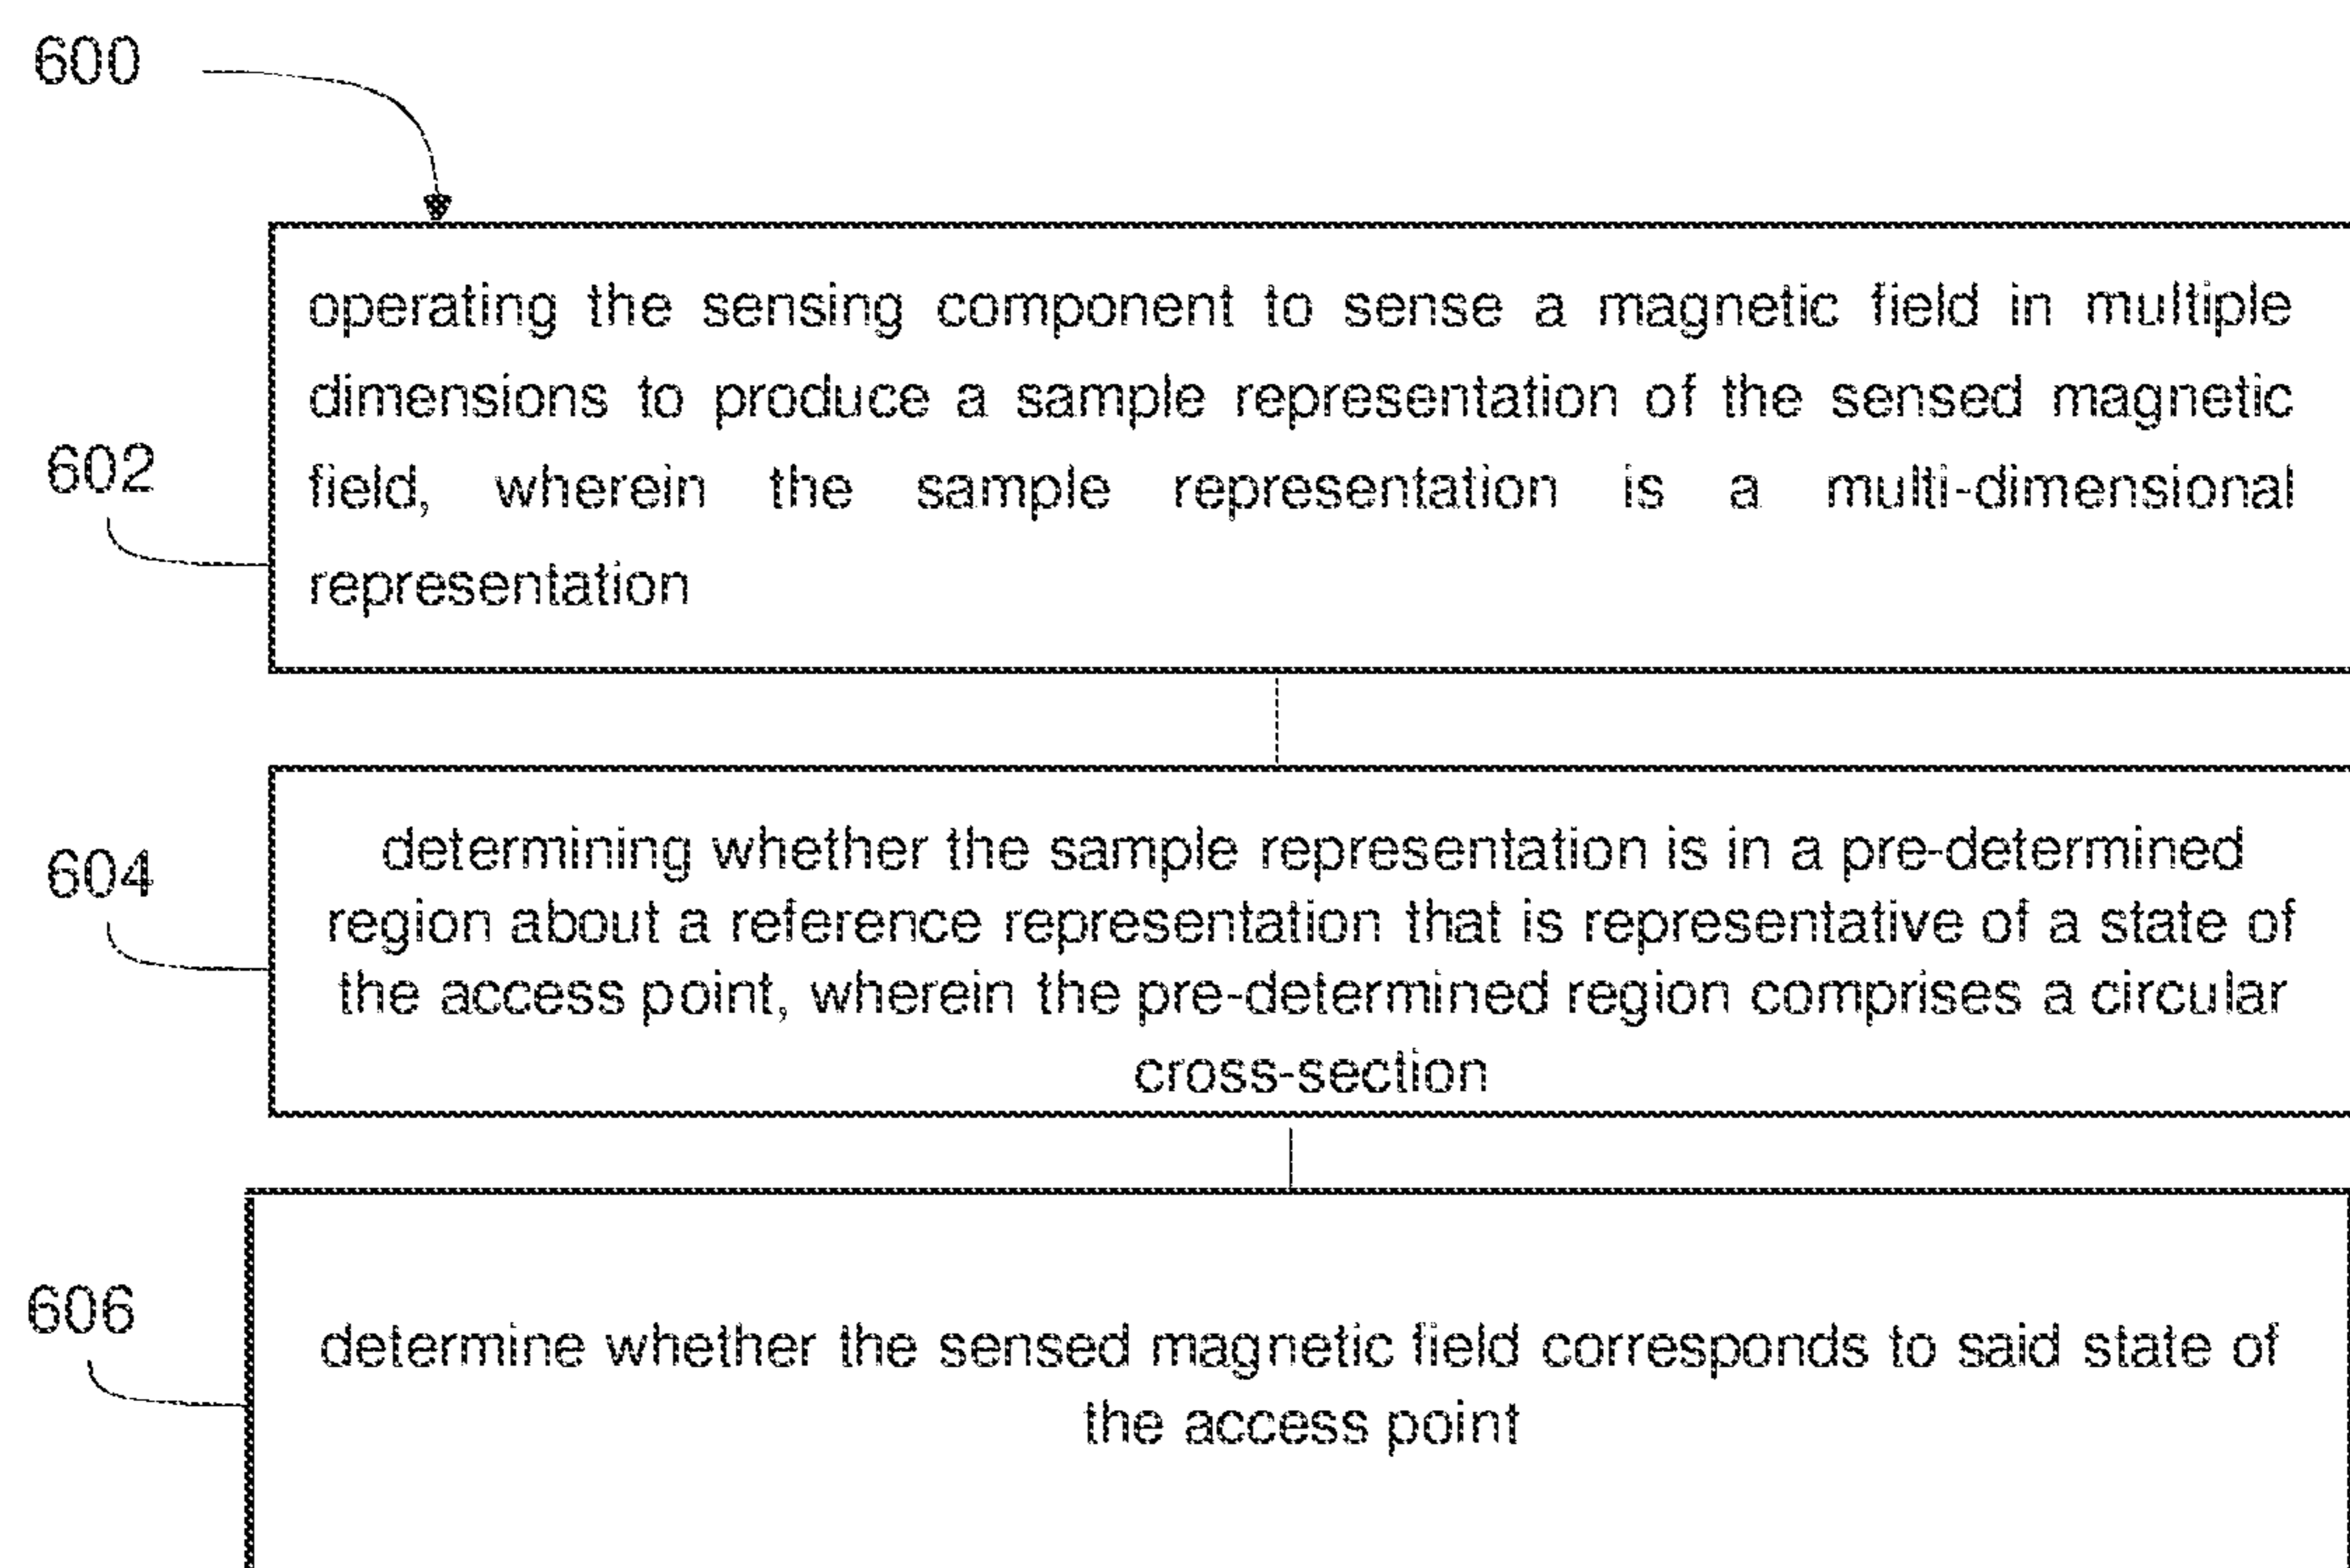 600
operating the sensing component to sense a magnetic field in multiple
dimensions to produce a sample representation of the sensed magnetic
602
field, wherein the sample representation is a multi-dimensional
representation
604
determining whether the sample representation is in a pre-determined
region about a reference representation that is representative of a state of
the access point, wherein the pre-determined region comprises a circular
cross-section
606
determine whether the sensed magnetic field corresponds to said state of
the access point